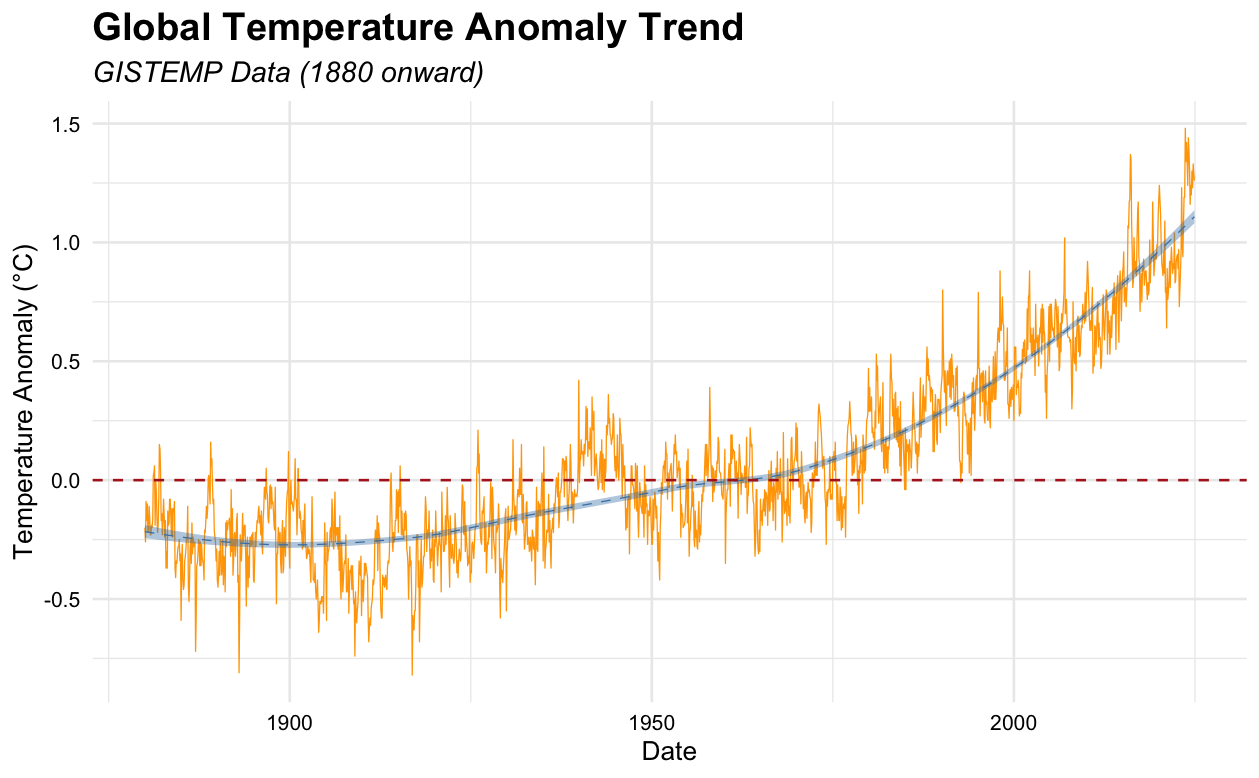 Global Temperature Anomaly Trend
GISTEMP Data (1880 onward)
Temperature Anomaly (°C)
1.5
1.0
0.5
0.0
-0.5
1900
1950
2000
Date